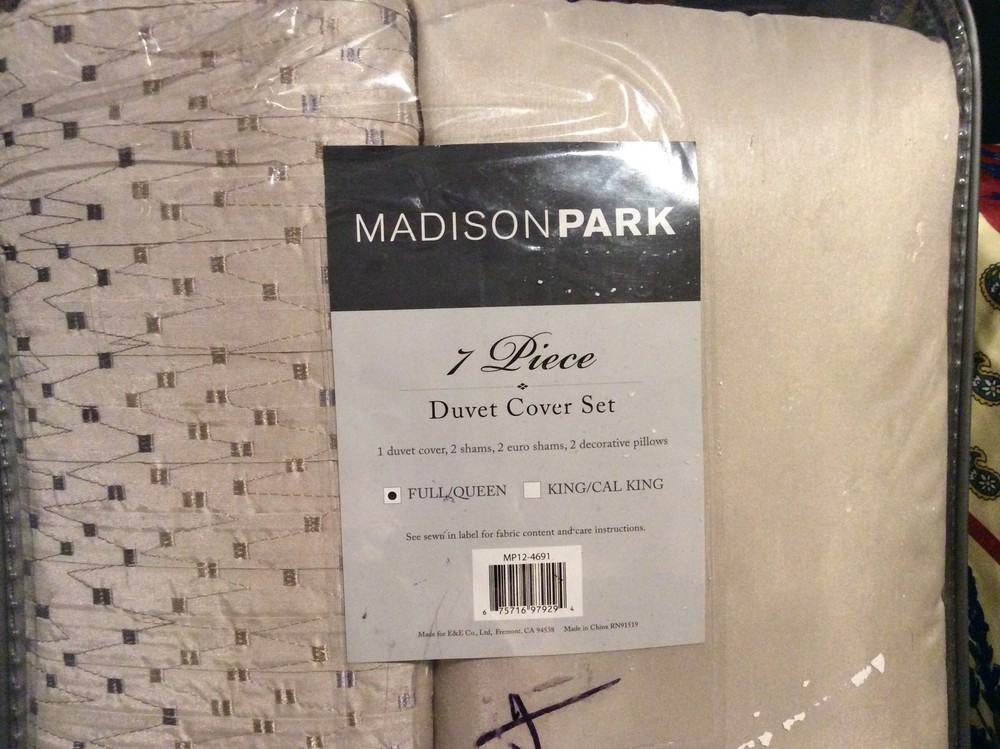 MADISONPARK
7 Piece
Duvet Cover Set
1 duvet cover, 2 shams, 2 euro shams, 2 decorative pillows
FULL/QUEEN KING/CAL KING
See sewn in label for fabric content and care instructions.
MP12-4691
6 75716 97929 4
Made for E&E Co., Ltd, Fremont, CA 94538 Made in China RN91519